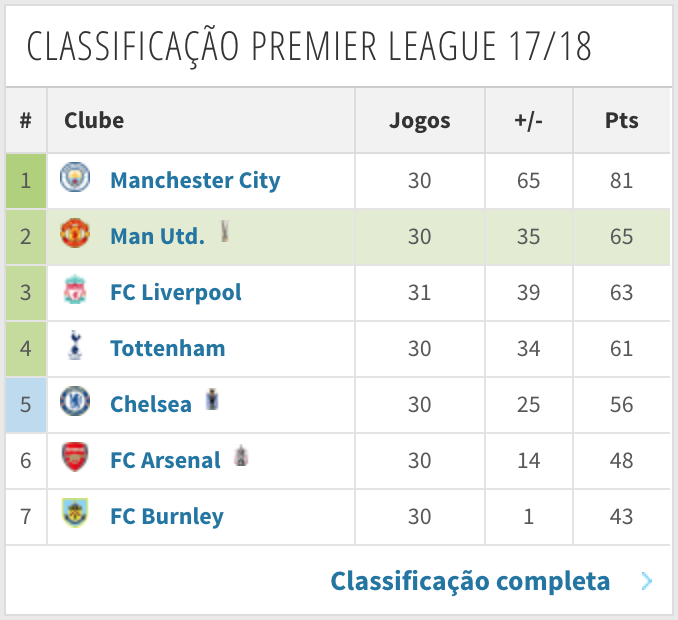 CLASSIFICAÇÃO PREMIER LEAGUE 17/18
# Clube Jogos +/- Pts
1 Manchester City 30 65 81
2 Man Utd. 30 35 65
3 FC Liverpool 31 39 63
4 Tottenham 30 34 61
5 Chelsea 30 25 56
6 FC Arsenal 30 14 48
7 FC Burnley 30 1 43
Classificação completa